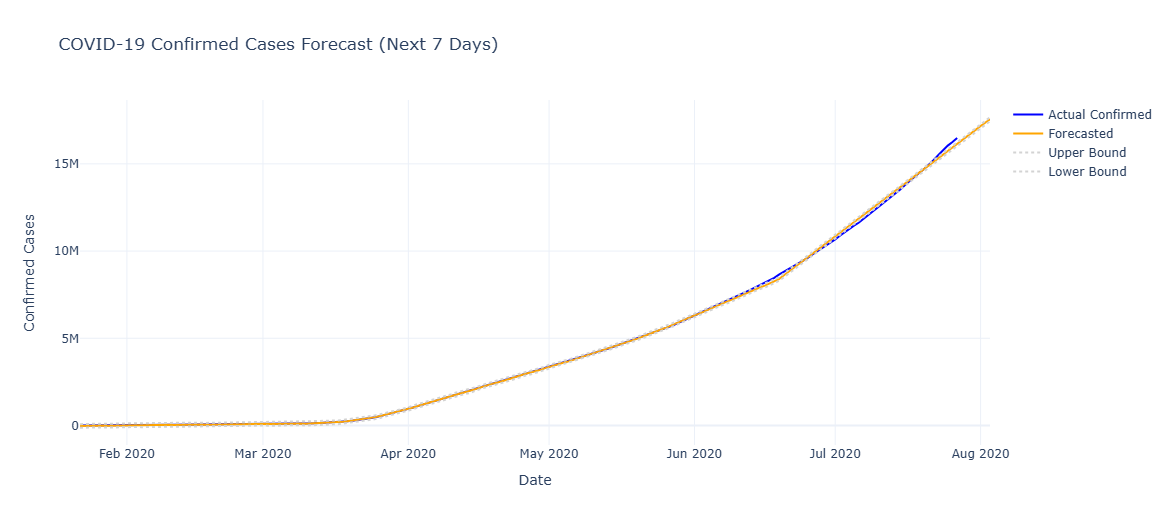 COVID-19 Confirmed Cases Forecast (Next 7 Days)
Actual Confirmed
Forecasted
Upper Bound
Lower Bound
15M
10M
5M
0
Confirmed Cases
Feb 2020
Mar 2020
Apr 2020
May 2020
Jun 2020
Jul 2020
Aug 2020
Date